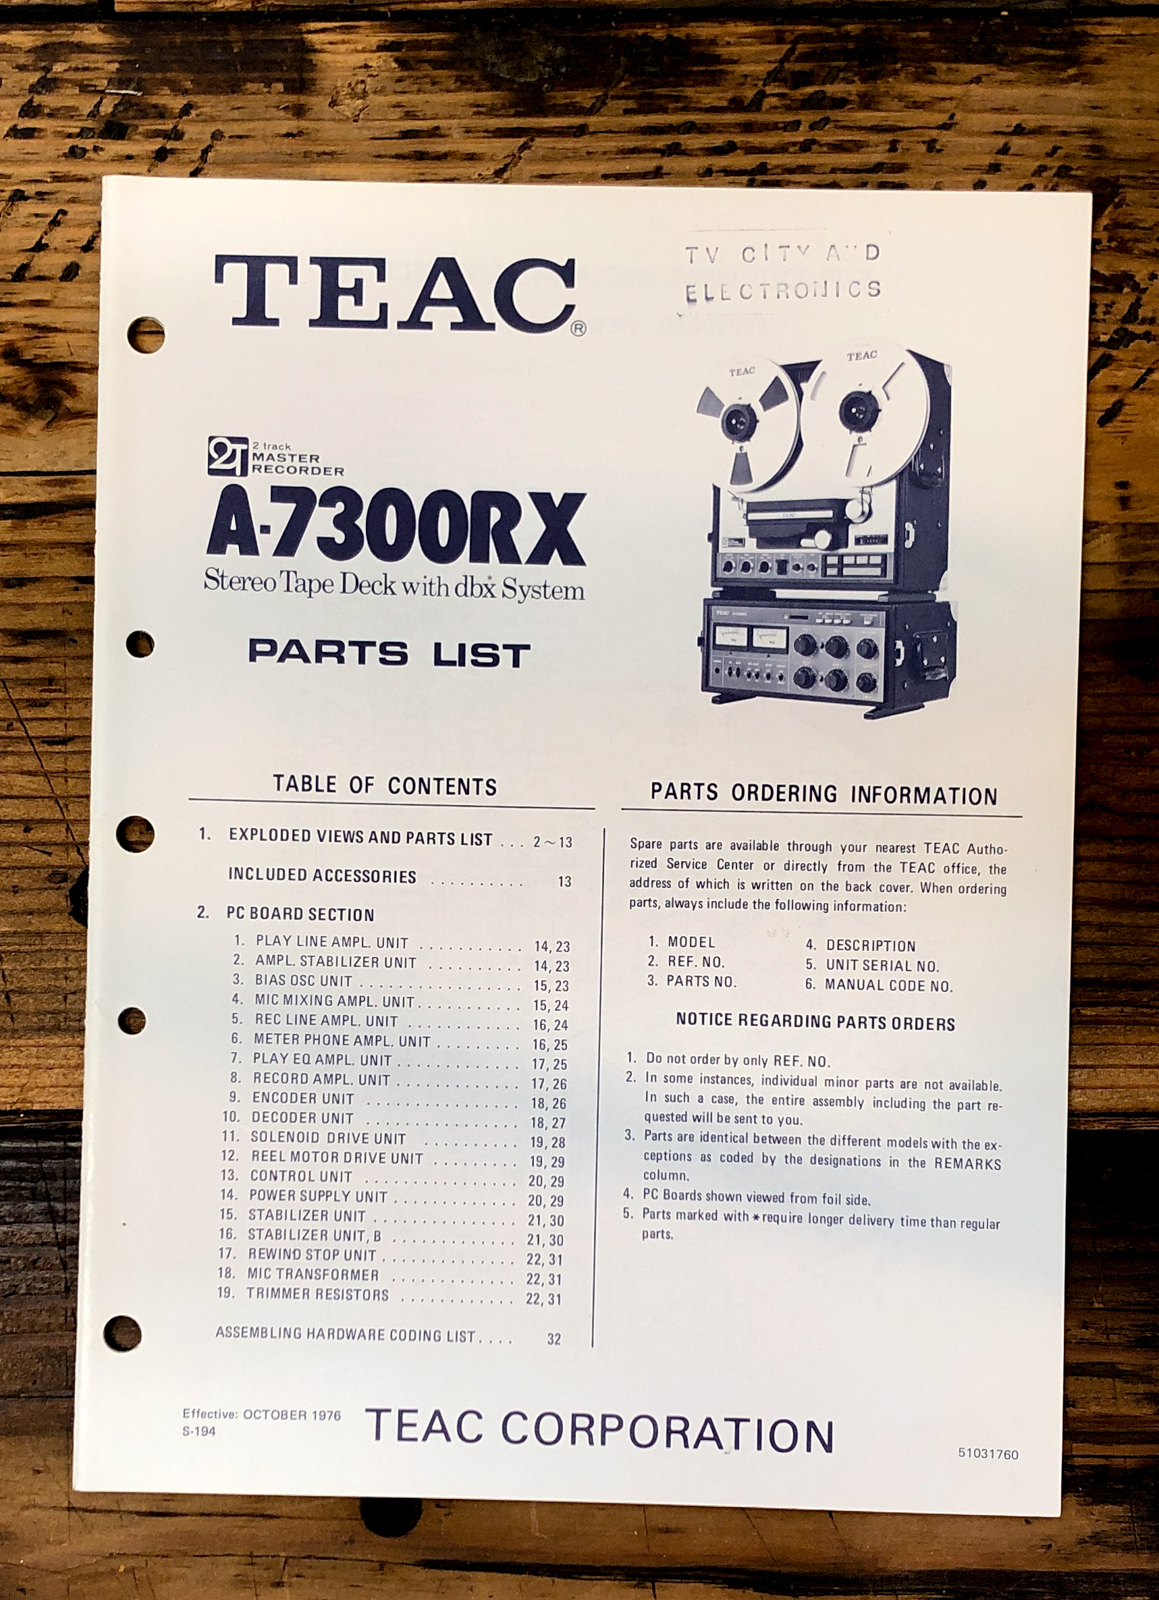 TEAC®
TV CITY AND
ELECTRONICS
TEAC
TEAC
2T
2 track
MASTER
RECORDER
A-7300RX
Stereo Tape Deck with dbx System
PARTS LIST
TEAC
TABLE OF CONTENTS
1. EXPLODED VIEWS AND PARTS LIST . . . 2~13
INCLUDED ACCESSORIES . . . . . . . . . . 13
2. PC BOARD SECTION
1. PLAY LINE AMPL. UNIT . . . . . . . . . . . 14, 23
2. AMPL. STABILIZER UNIT . . . . . . . . . . 14, 23
3. BIAS OSC UNIT . . . . . . . . . . . . . . . . . 15, 23
4. MIC MIXING AMPL. UNIT . . . . . . . . . . . 15, 24
5. REC LINE AMPL. UNIT . . . . . . . . . . . . 16, 24
6. METER PHONE AMPL. UNIT . . . . . . . . . 16, 25
7. PLAY EQ AMPL. UNIT . . . . . . . . . . . . . 17, 25
8. RECORD AMPL. UNIT . . . . . . . . . . . . . 17, 26
9. ENCODER UNIT . . . . . . . . . . . . . . . . 18, 26
10. DECODER UNIT . . . . . . . . . . . . . . . . 18, 27
11. SOLENOID DRIVE UNIT . . . . . . . . . . 19, 28
12. REEL MOTOR DRIVE UNIT . . . . . . . . . 19, 29
13. CONTROL UNIT . . . . . . . . . . . . . . . . 20, 29
14. POWER SUPPLY UNIT . . . . . . . . . . . . . 20, 29
15. STABILIZER UNIT . . . . . . . . . . . . . . . 21, 30
16. STABILIZER UNIT, B . . . . . . . . . . . . . 21, 30
17. REWIND STOP UNIT . . . . . . . . . . . . . . 22, 31
18. MIC TRANSFORMER . . . . . . . . . . . . . 22, 31
19. TRIMMER RESISTORS . . . . . . . . . . . . 22, 31
ASSEMBLING HARDWARE CODING LIST . . . . 32
PARTS ORDERING INFORMATION
Spare parts are available through your nearest TEAC Autho-
rized Service Center or directly from the TEAC office, the
address of which is written on the back cover. When ordering
parts, always include the following information:
1. MODEL 4. DESCRIPTION
2. REF. NO. 5. UNIT SERIAL NO.
3. PARTS NO. 6. MANUAL CODE NO.
NOTICE REGARDING PARTS ORDERS
1. Do not order by only REF. NO.
2. In some instances, individual minor parts are not available.
In such a case, the entire assembly including the part re-
quested will be sent to you.
3. Parts are identical between the different models with the ex-
ceptions as coded by the designations in the REMARKS
column.
4. PC Boards shown viewed from foil side.
5. Parts marked with * require longer delivery time than regular
parts.
Effective: OCTOBER 1976
S-194
TEAC CORPORATION
51031760